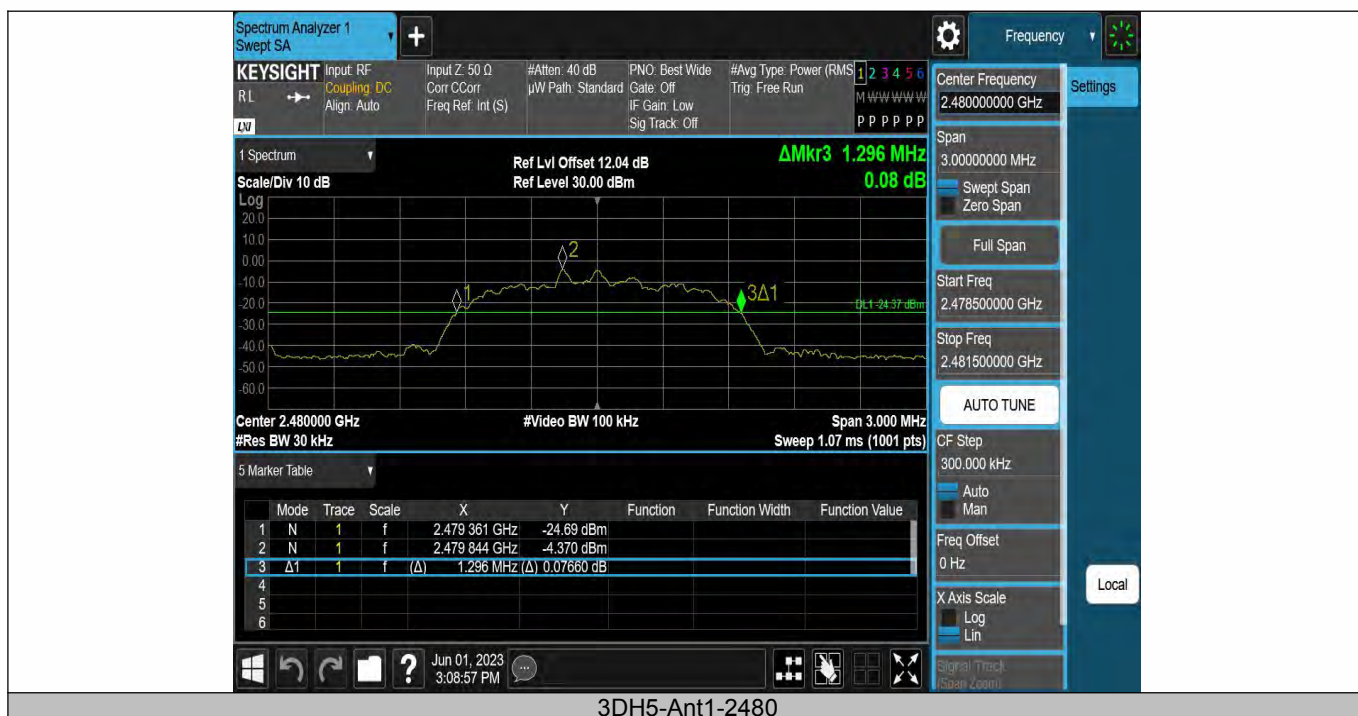 Spectrum Analyzer 1
Swept SA
+
Frequency
KEYSIGHT
Input: RF
Coupling: DC
Align: Auto
Input Z: 50 Ω
Corr CCorr
Freq Ref: Int (S)
#Atten: 40 dB
µW Path: Standard
PNO: Best Wide
Gate: Off
IF Gain: Low
Sig Track: Off
#Avg Type: Power (RMS
Trig: Free Run
1 2 3 4 5 6
M W W W W W
P P P P P P
R L
LXI
Center Frequency
2.480000000 GHz
Settings
1 Spectrum
Scale/Div 10 dB
Ref Lvl Offset 12.04 dB
Ref Level 30.00 dBm
ΔMkr3 1.296 MHz
0.08 dB
Span
3.00000000 MHz
Swept Span
Zero Span
Full Span
Start Freq
2.478500000 GHz
Stop Freq
2.481500000 GHz
AUTO TUNE
CF Step
300.000 kHz
Auto
Man
Freq Offset
0 Hz
X Axis Scale
Log
Lin
Signal Track
(Span Zoom)
Local
Log
20.0
10.0
0.00
-10.0
-20.0
-30.0
-40.0
-50.0
-60.0
1
2
3Δ1
DL1 -24.37 dBm
Center 2.480000 GHz
#Video BW 100 kHz
Span 3.000 MHz
#Res BW 30 kHz
Sweep 1.07 ms (1001 pts)
5 Marker Table
Mode Trace Scale X Y Function Function Width Function Value
1 N 1 f 2.479 361 GHz -24.69 dBm
2 N 1 f 2.479 844 GHz -4.370 dBm
3 Δ1 1 f (Δ) 1.296 MHz (Δ) 0.07660 dB
4
5
6
?
Jun 01, 2023
3:08:57 PM
3DH5-Ant1-2480